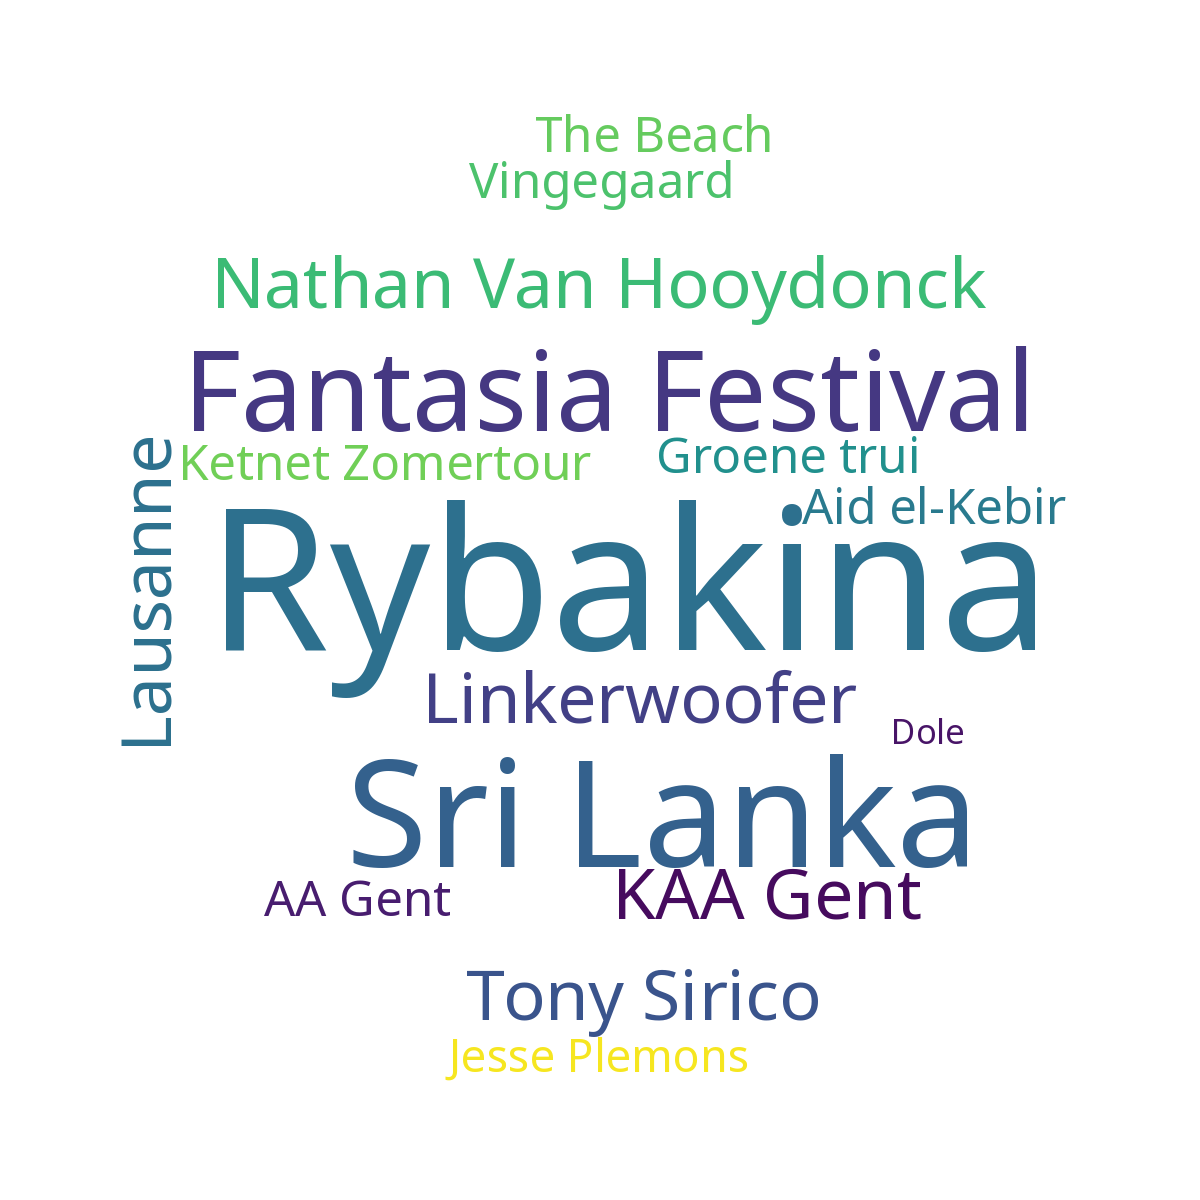 The Beach
Vingegaard
Nathan Van Hooydonck
Fantasia Festival
Ketnet Zomertour
Groene trui
Lausanne
Aid el-Kebir
Rybakina
Linkerwoofer
Dole
Sri Lanka
AA Gent
KAA Gent
Tony Sirico
Jesse Plemons